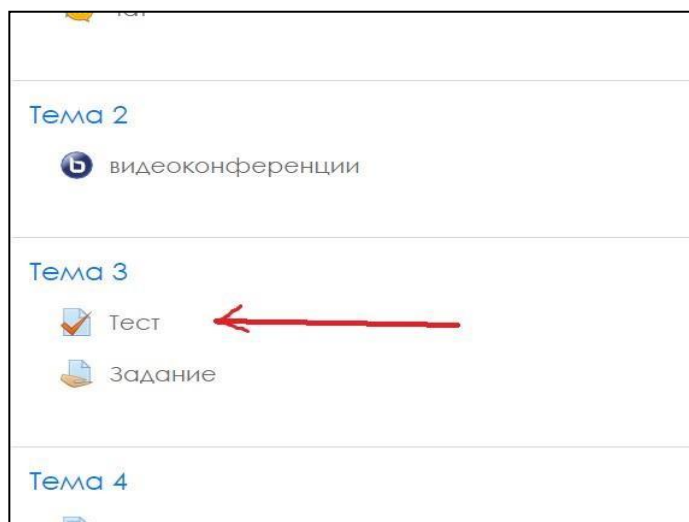 Тема 2
видеоконференции
Тема 3
Тест
Задание
Тема 4